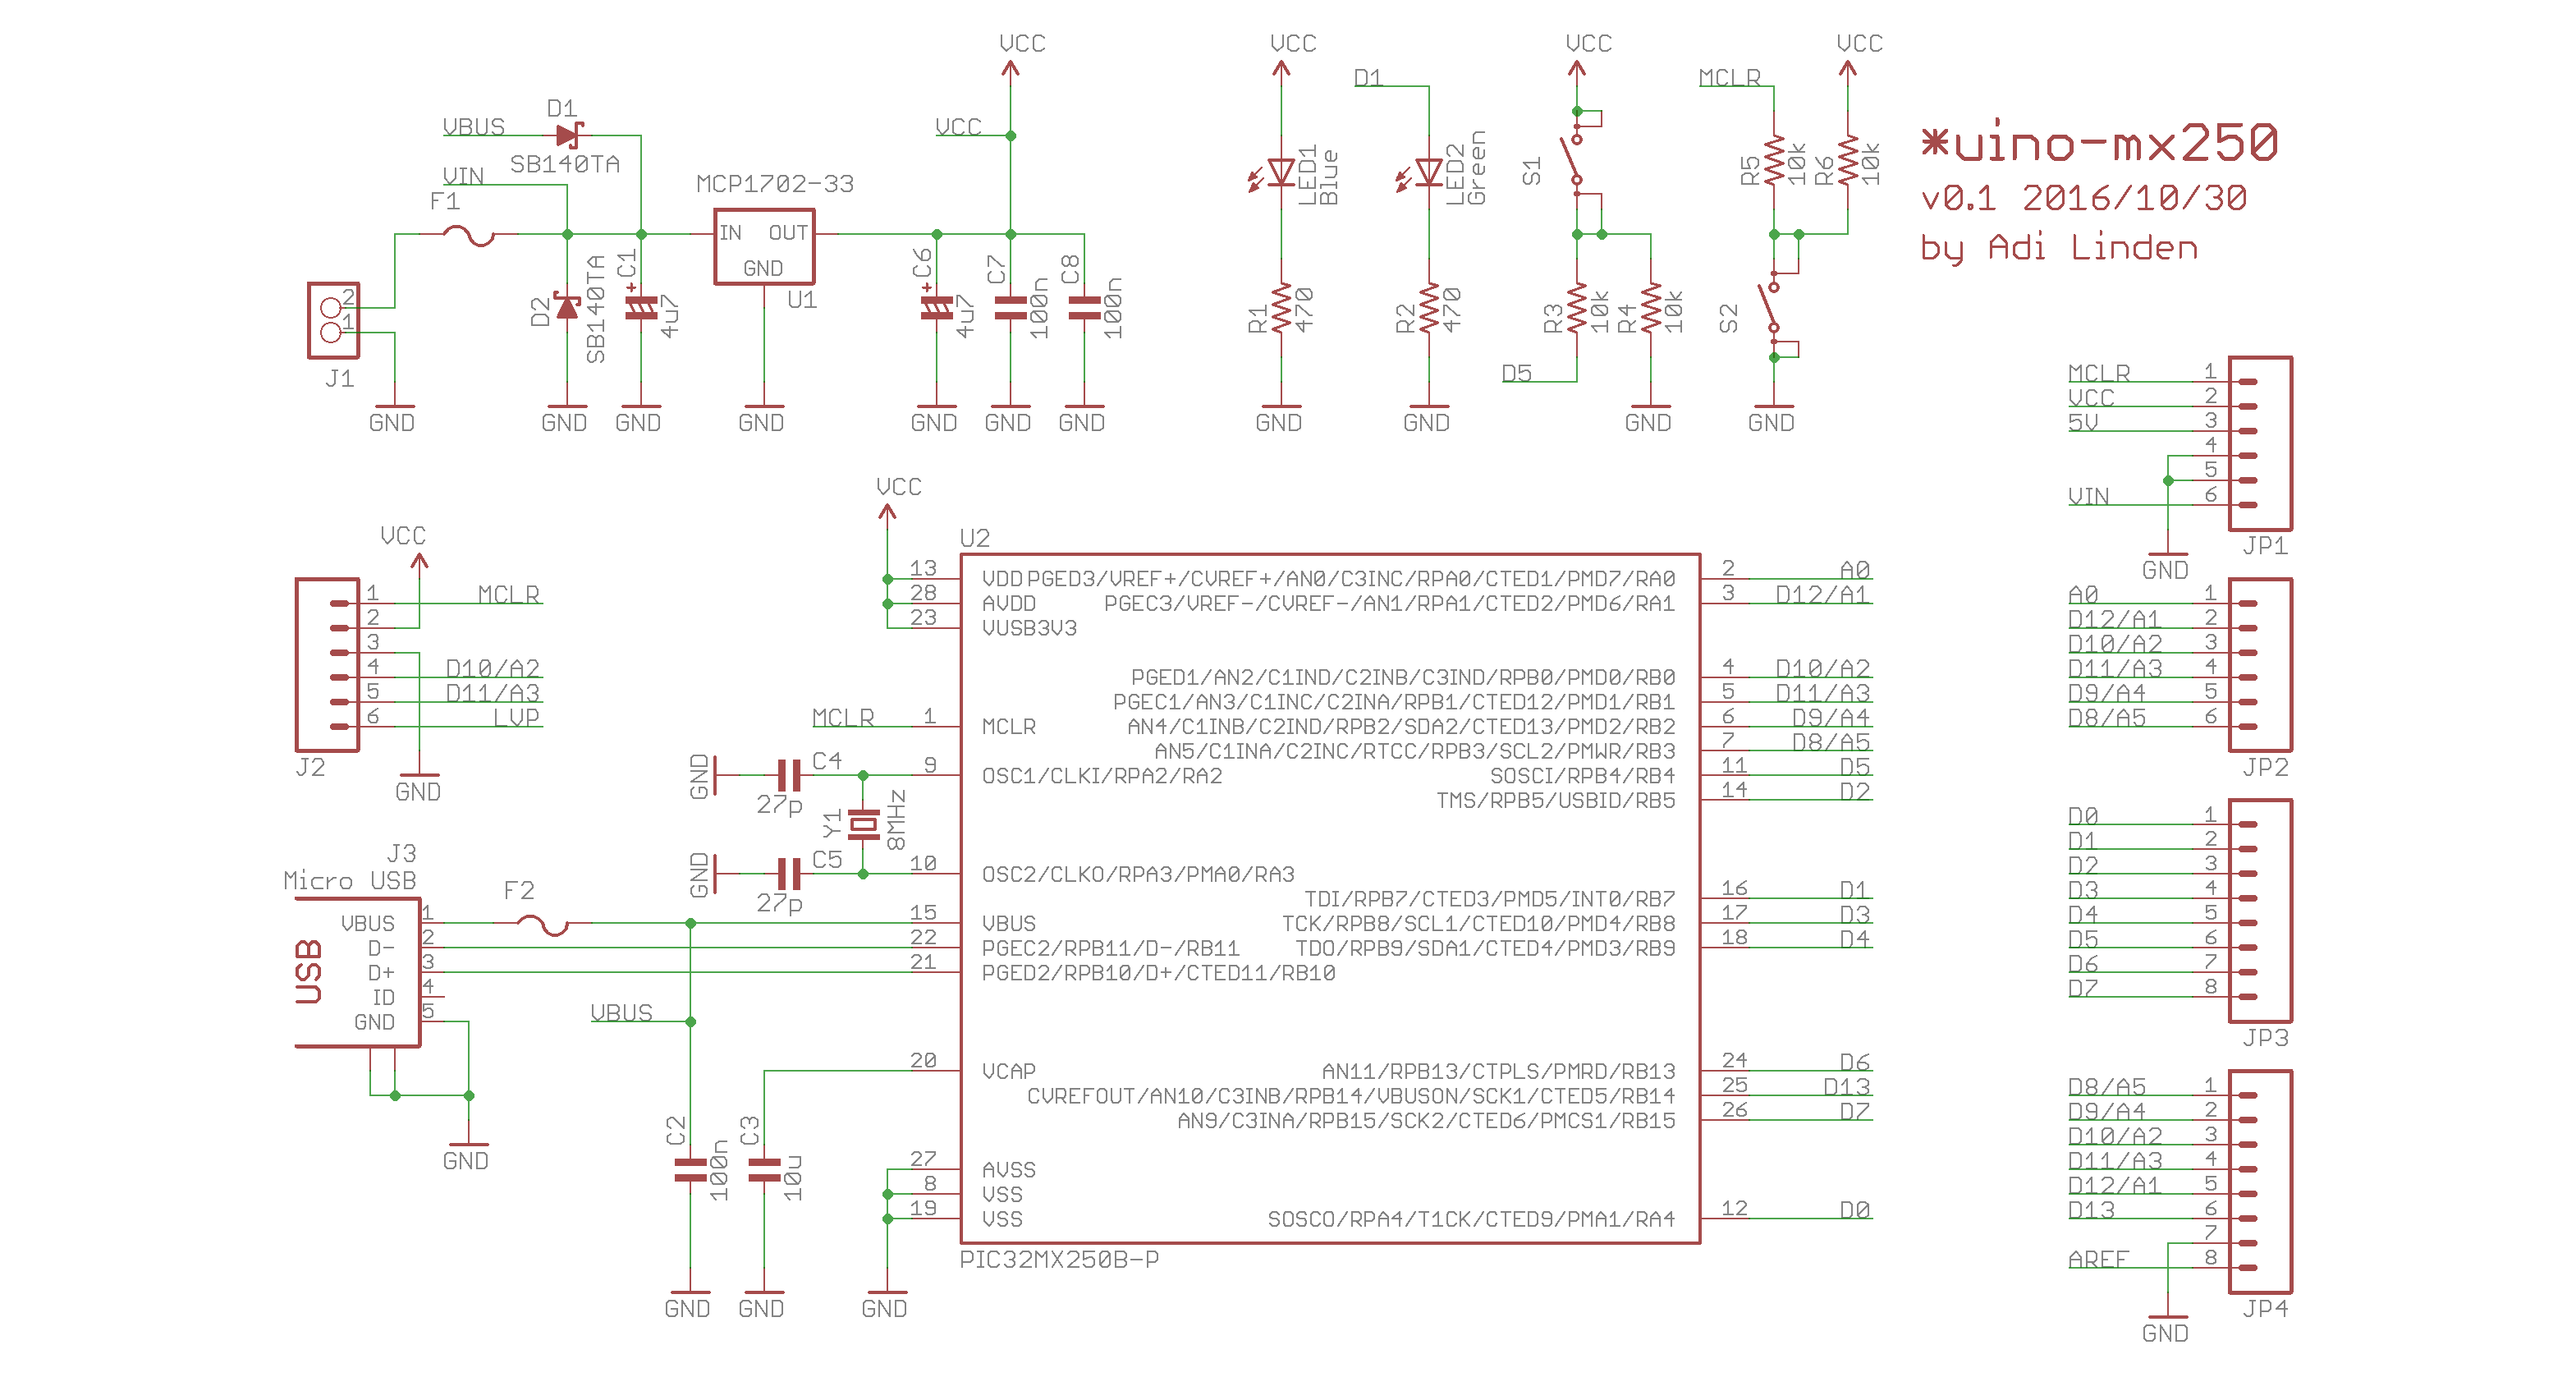 *uino-mx250
v0.1 2016/10/30
by Adi Linden
VBUS
D1
SB140TA
VIN
F1
2
1
J1
GND
D2
SB140TA
GND
C1
+
4u7
GND
MCP1702-33
IN
OUT
GND
U1
GND
VCC
VCC
C6
+
4u7
GND
C7
100n
GND
C8
100n
GND
VCC
LED1
Blue
R1
470
GND
D1
LED2
Green
R2
470
GND
VCC
S1
R3
10k
D5
R4
10k
GND
MCLR
VCC
R5
10k
R6
10k
S2
GND
MCLR
VCC
5V
VIN
1
2
3
4
5
6
JP1
GND
VCC
1
2
3
4
5
6
MCLR
D10/A2
D11/A3
LVP
J2
GND
J3
Micro USB
USB
VBUS
D-
D+
ID
GND
1
2
3
4
5
F2
GND
VBUS
C2
100n
GND
C3
10u
GND
GND
C4
27p
Y1
8MHz
GND
C5
27p
MCLR
VCC
U2
13 VDD
28 AVDD
23 VUSB3V3
1 MCLR
9 OSC1/CLKI/RPA2/RA2
10 OSC2/CLKO/RPA3/PMA0/RA3
15 VBUS
22 PGEC2/RPB11/D-/RB11
21 PGED2/RPB10/D+/CTED11/RB10
20 VCAP
27 AVSS
8 VSS
19 VSS
GND
PGED3/VREF+/CVREF+/AN0/C3INC/RPA0/CTED1/PMD7/RA0 2 A0
PGEC3/VREF-/CVREF-/AN1/RPA1/CTED2/PMD6/RA1 3 D12/A1
PGED1/AN2/C1IND/C2INB/C3IND/RPB0/PMD0/RB0 4 D10/A2
PGEC1/AN3/C1INC/C2INA/RPB1/CTED12/PMD1/RB1 5 D11/A3
AN4/C1INB/C2IND/RPB2/SDA2/CTED13/PMD2/RB2 6 D9/A4
AN5/C1INA/C2INC/RTCC/RPB3/SCL2/PMWR/RB3 7 D8/A5
SOSCI/RPB4/RB4 11 D5
TMS/RPB5/USBID/RB5 14 D2
TDI/RPB7/CTED3/PMD5/INT0/RB7 16 D1
TCK/RPB8/SCL1/CTED10/PMD4/RB8 17 D3
TDO/RPB9/SDA1/CTED4/PMD3/RB9 18 D4
AN11/RPB13/CTPLS/PMRD/RB13 24 D6
CVREFOUT/AN10/C3INB/RPB14/VBUSON/SCK1/CTED5/RB14 25 D13
AN9/C3INA/RPB15/SCK2/CTED6/PMCS1/RB15 26 D7
SOSCO/RPA4/T1CK/CTED9/PMA1/RA4 12 D0
PIC32MX250B-P
A0 1
D12/A1 2
D10/A2 3
D11/A3 4
D9/A4 5
D8/A5 6
JP2
D0 1
D1 2
D2 3
D3 4
D4 5
D5 6
D6 7
D7 8
JP3
D8/A5 1
D9/A4 2
D10/A2 3
D11/A3 4
D12/A1 5
D13 6
7
AREF 8
JP4
GND